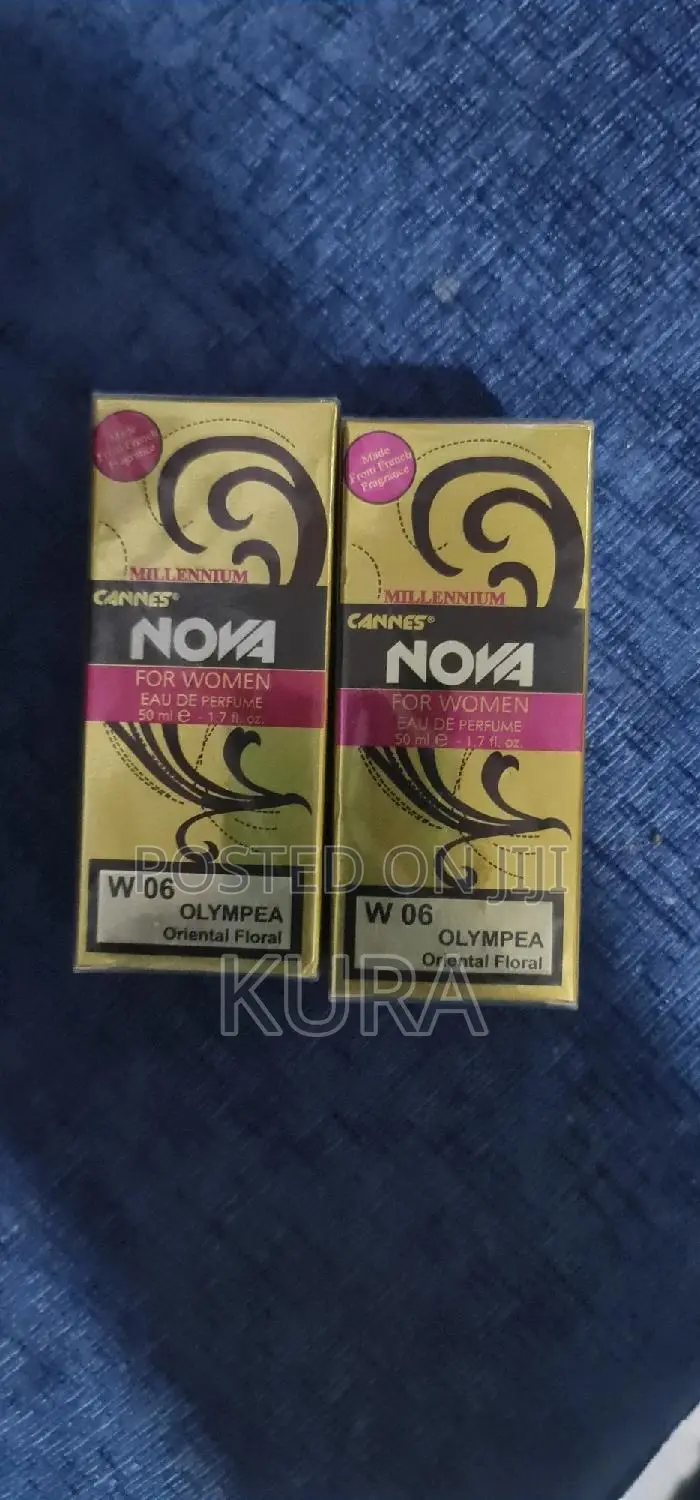 Made
From French
Fragrance
MILLENNIUM
CANNES®
NOVA
FOR WOMEN
EAU DE PERFUME
50 ml e - 1.7 fl. oz.
W 06
OLYMPEA
Oriental Floral
Made
From French
Fragrance
MILLENNIUM
CANNES®
NOVA
FOR WOMEN
EAU DE PERFUME
50 ml e - 1.7 fl. oz.
W 06
OLYMPEA
Oriental Floral
POSTED ON JIJI
KURA